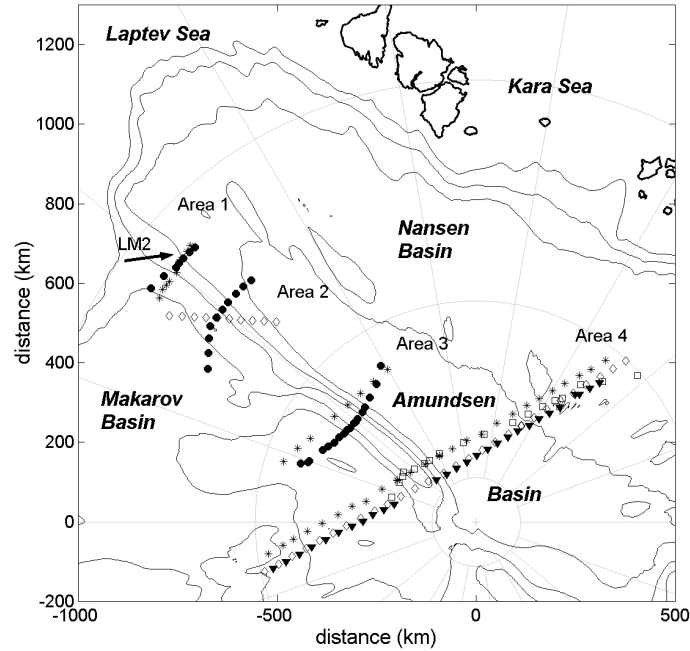 Laptev Sea
Kara Sea
Area 1
Nansen
Basin
LM2
Area 2
Area 3
Area 4
Makarov
Basin
Amundsen
Basin
1200
1000
800
600
400
200
0
-200
-1000
-500
0
500
distance (km)
distance (km)